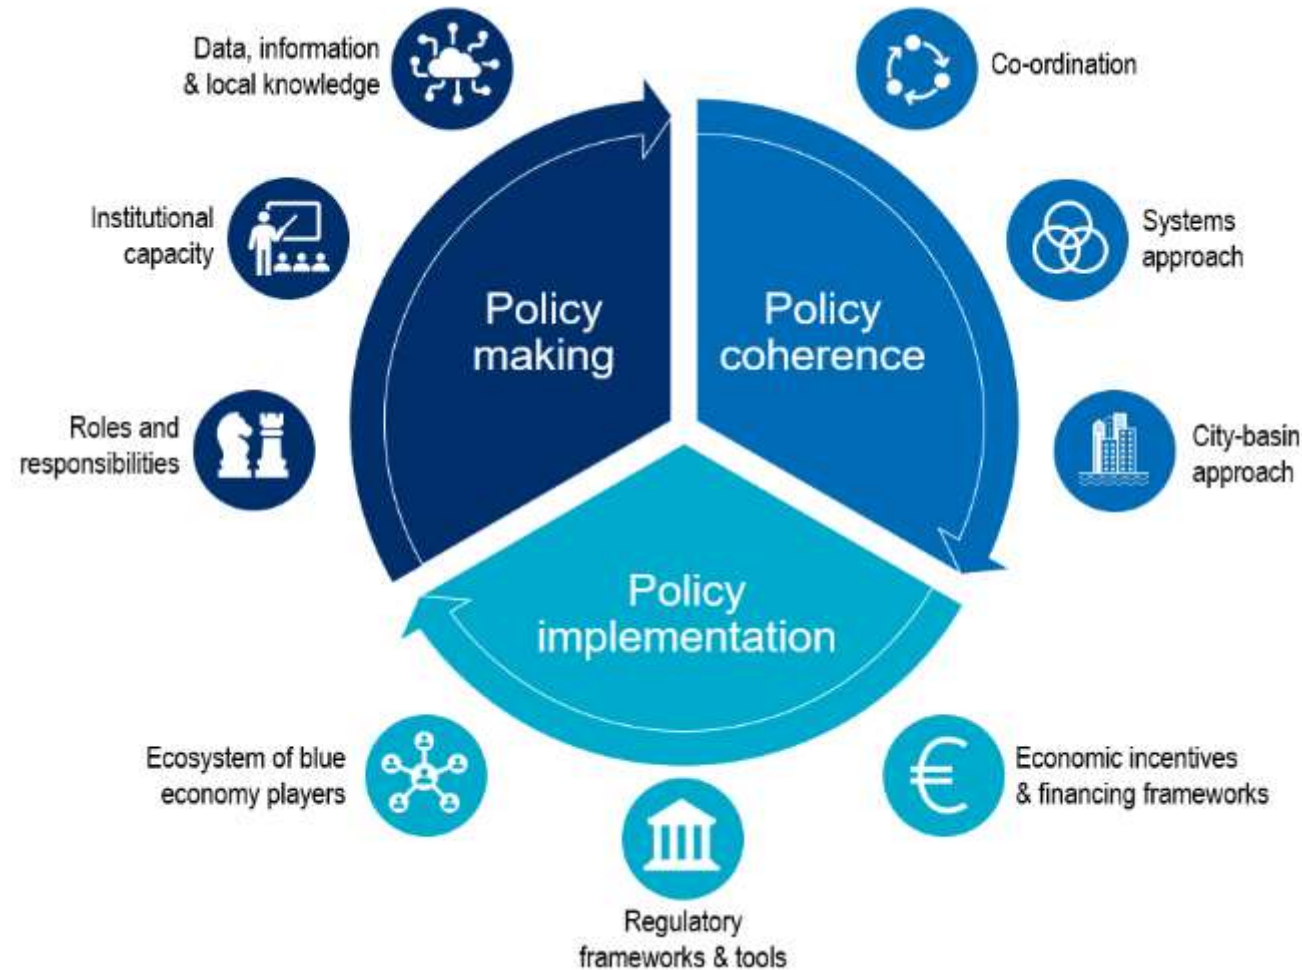 Data, information
& local knowledge
Co-ordination
Institutional
capacity
Systems
approach
Policy
making
Policy
coherence
Roles and
responsibilities
City-basin
approach
Policy
implementation
Ecosystem of blue
economy players
Economic incentives
& financing frameworks
Regulatory
frameworks & tools